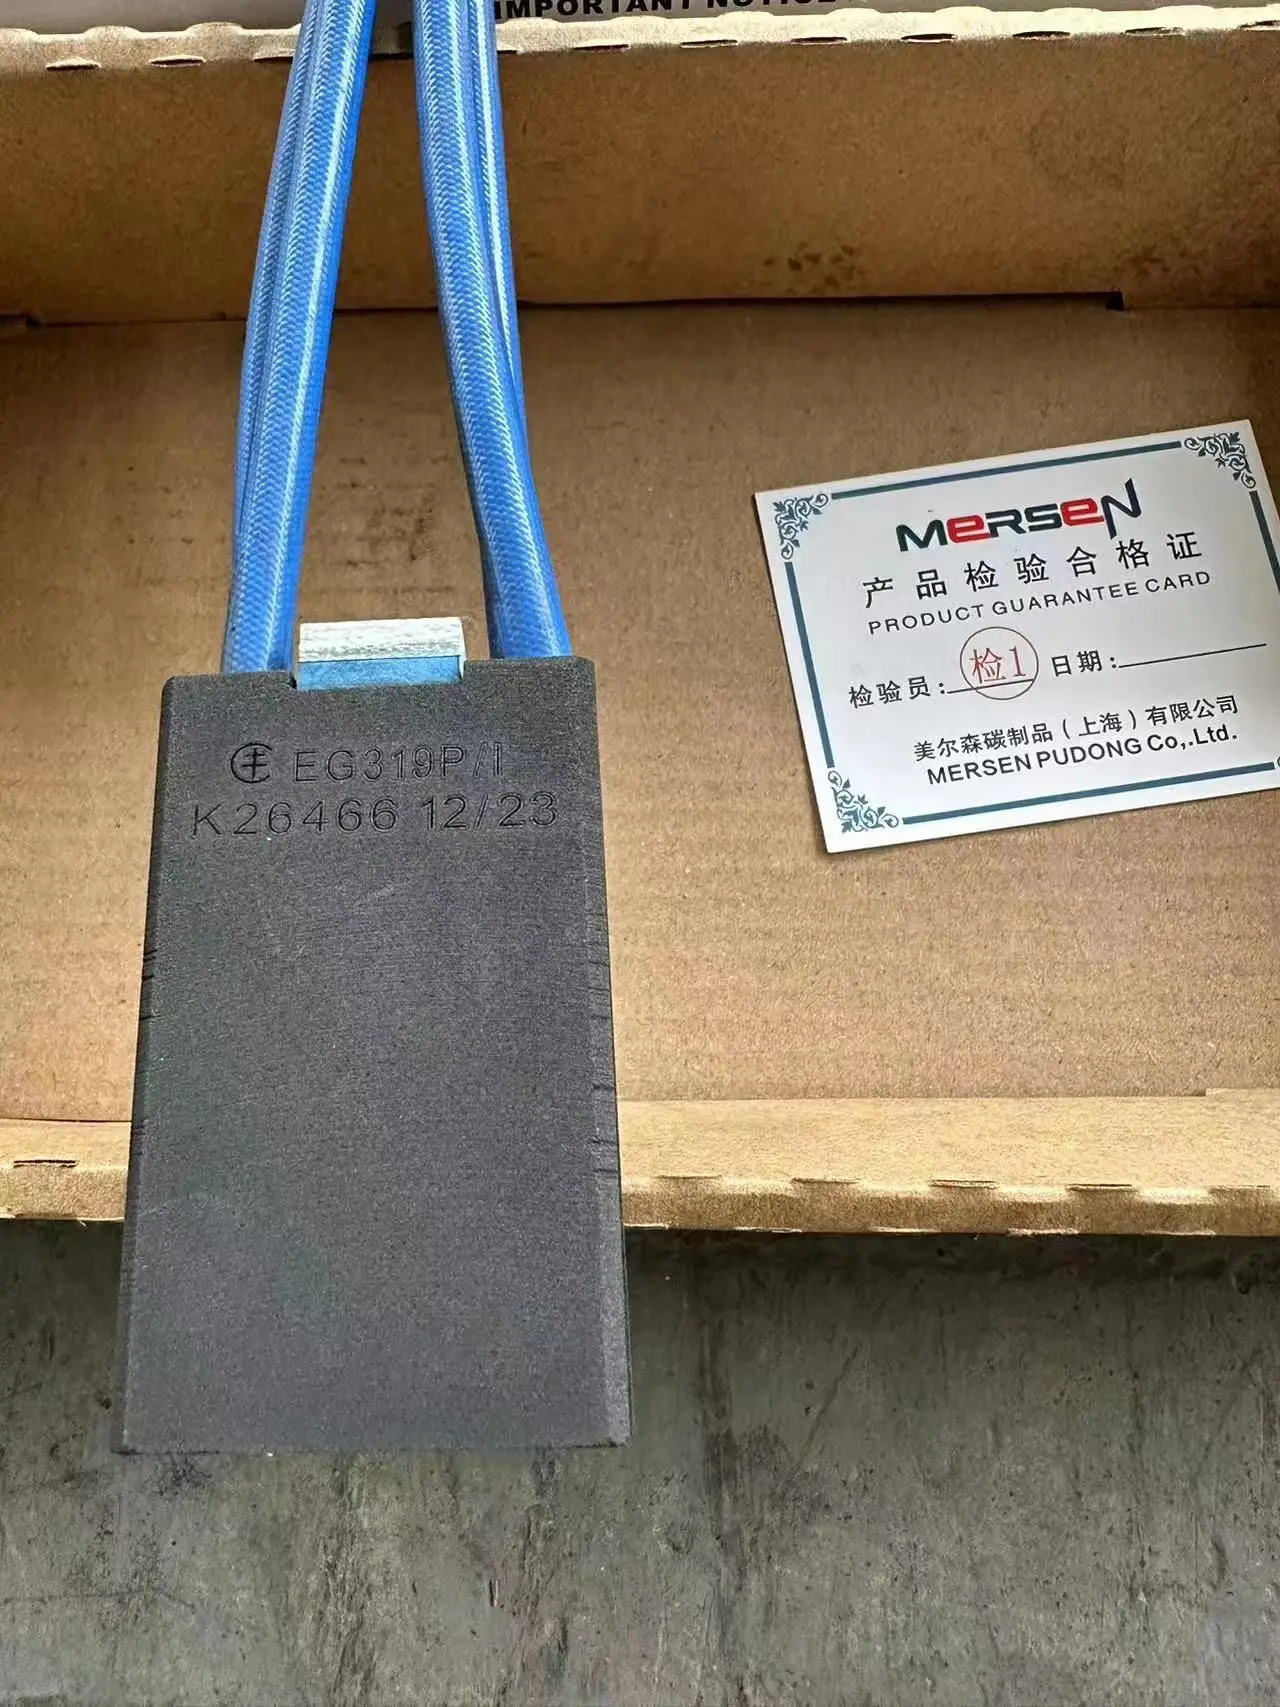 IMPORTANT NOTICE
EG319P/I
K26466 12/23
MERSEN
产品检验合格证
PRODUCT GUARANTEE CARD
检验员: 检1 日期:
美尔森碳制品(上海)有限公司
MERSEN PUDONG Co,.Ltd.